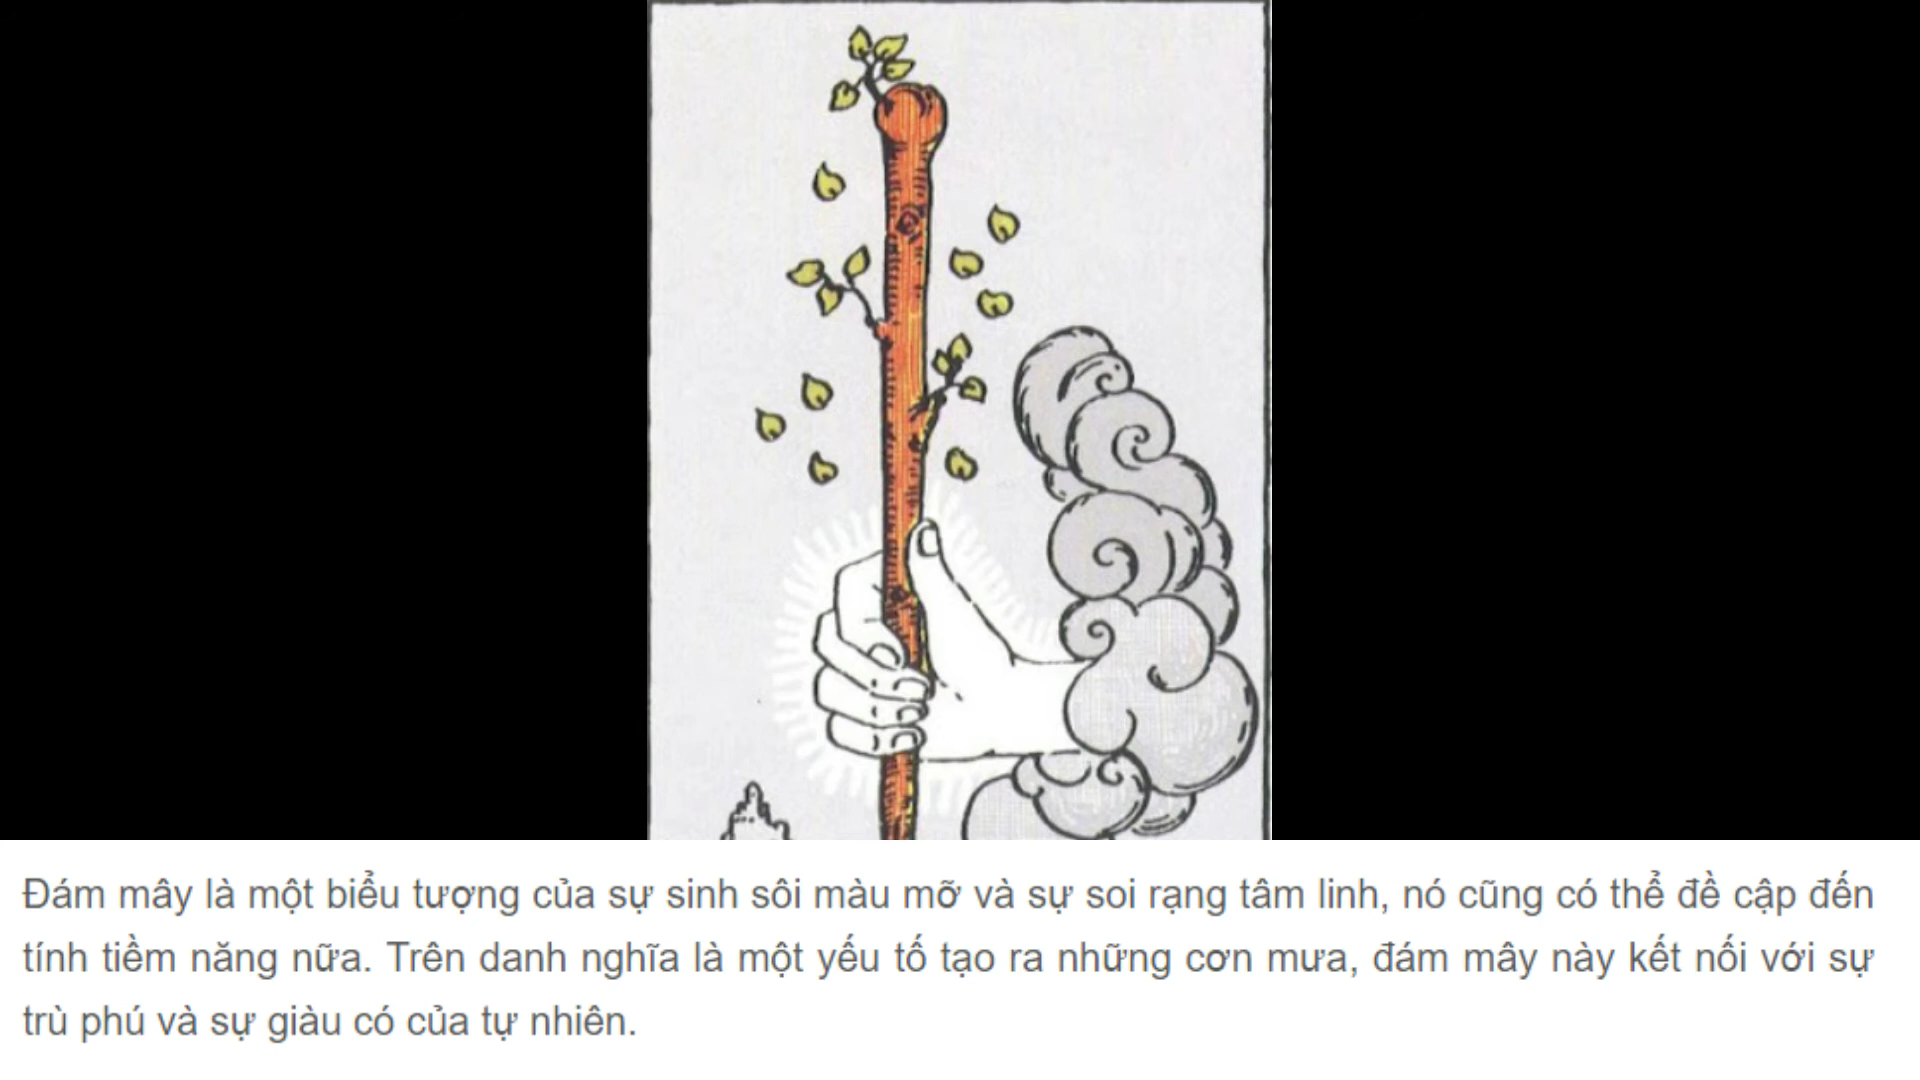 Đám mây là một biểu tượng của sự sinh sôi màu mỡ và sự soi rạng tâm linh, nó cũng có thể đề cập đến
tính tiềm năng nữa. Trên danh nghĩa là một yếu tố tạo ra những cơn mưa, đám mây này kết nối với sự
trù phú và sự giàu có của tự nhiên.